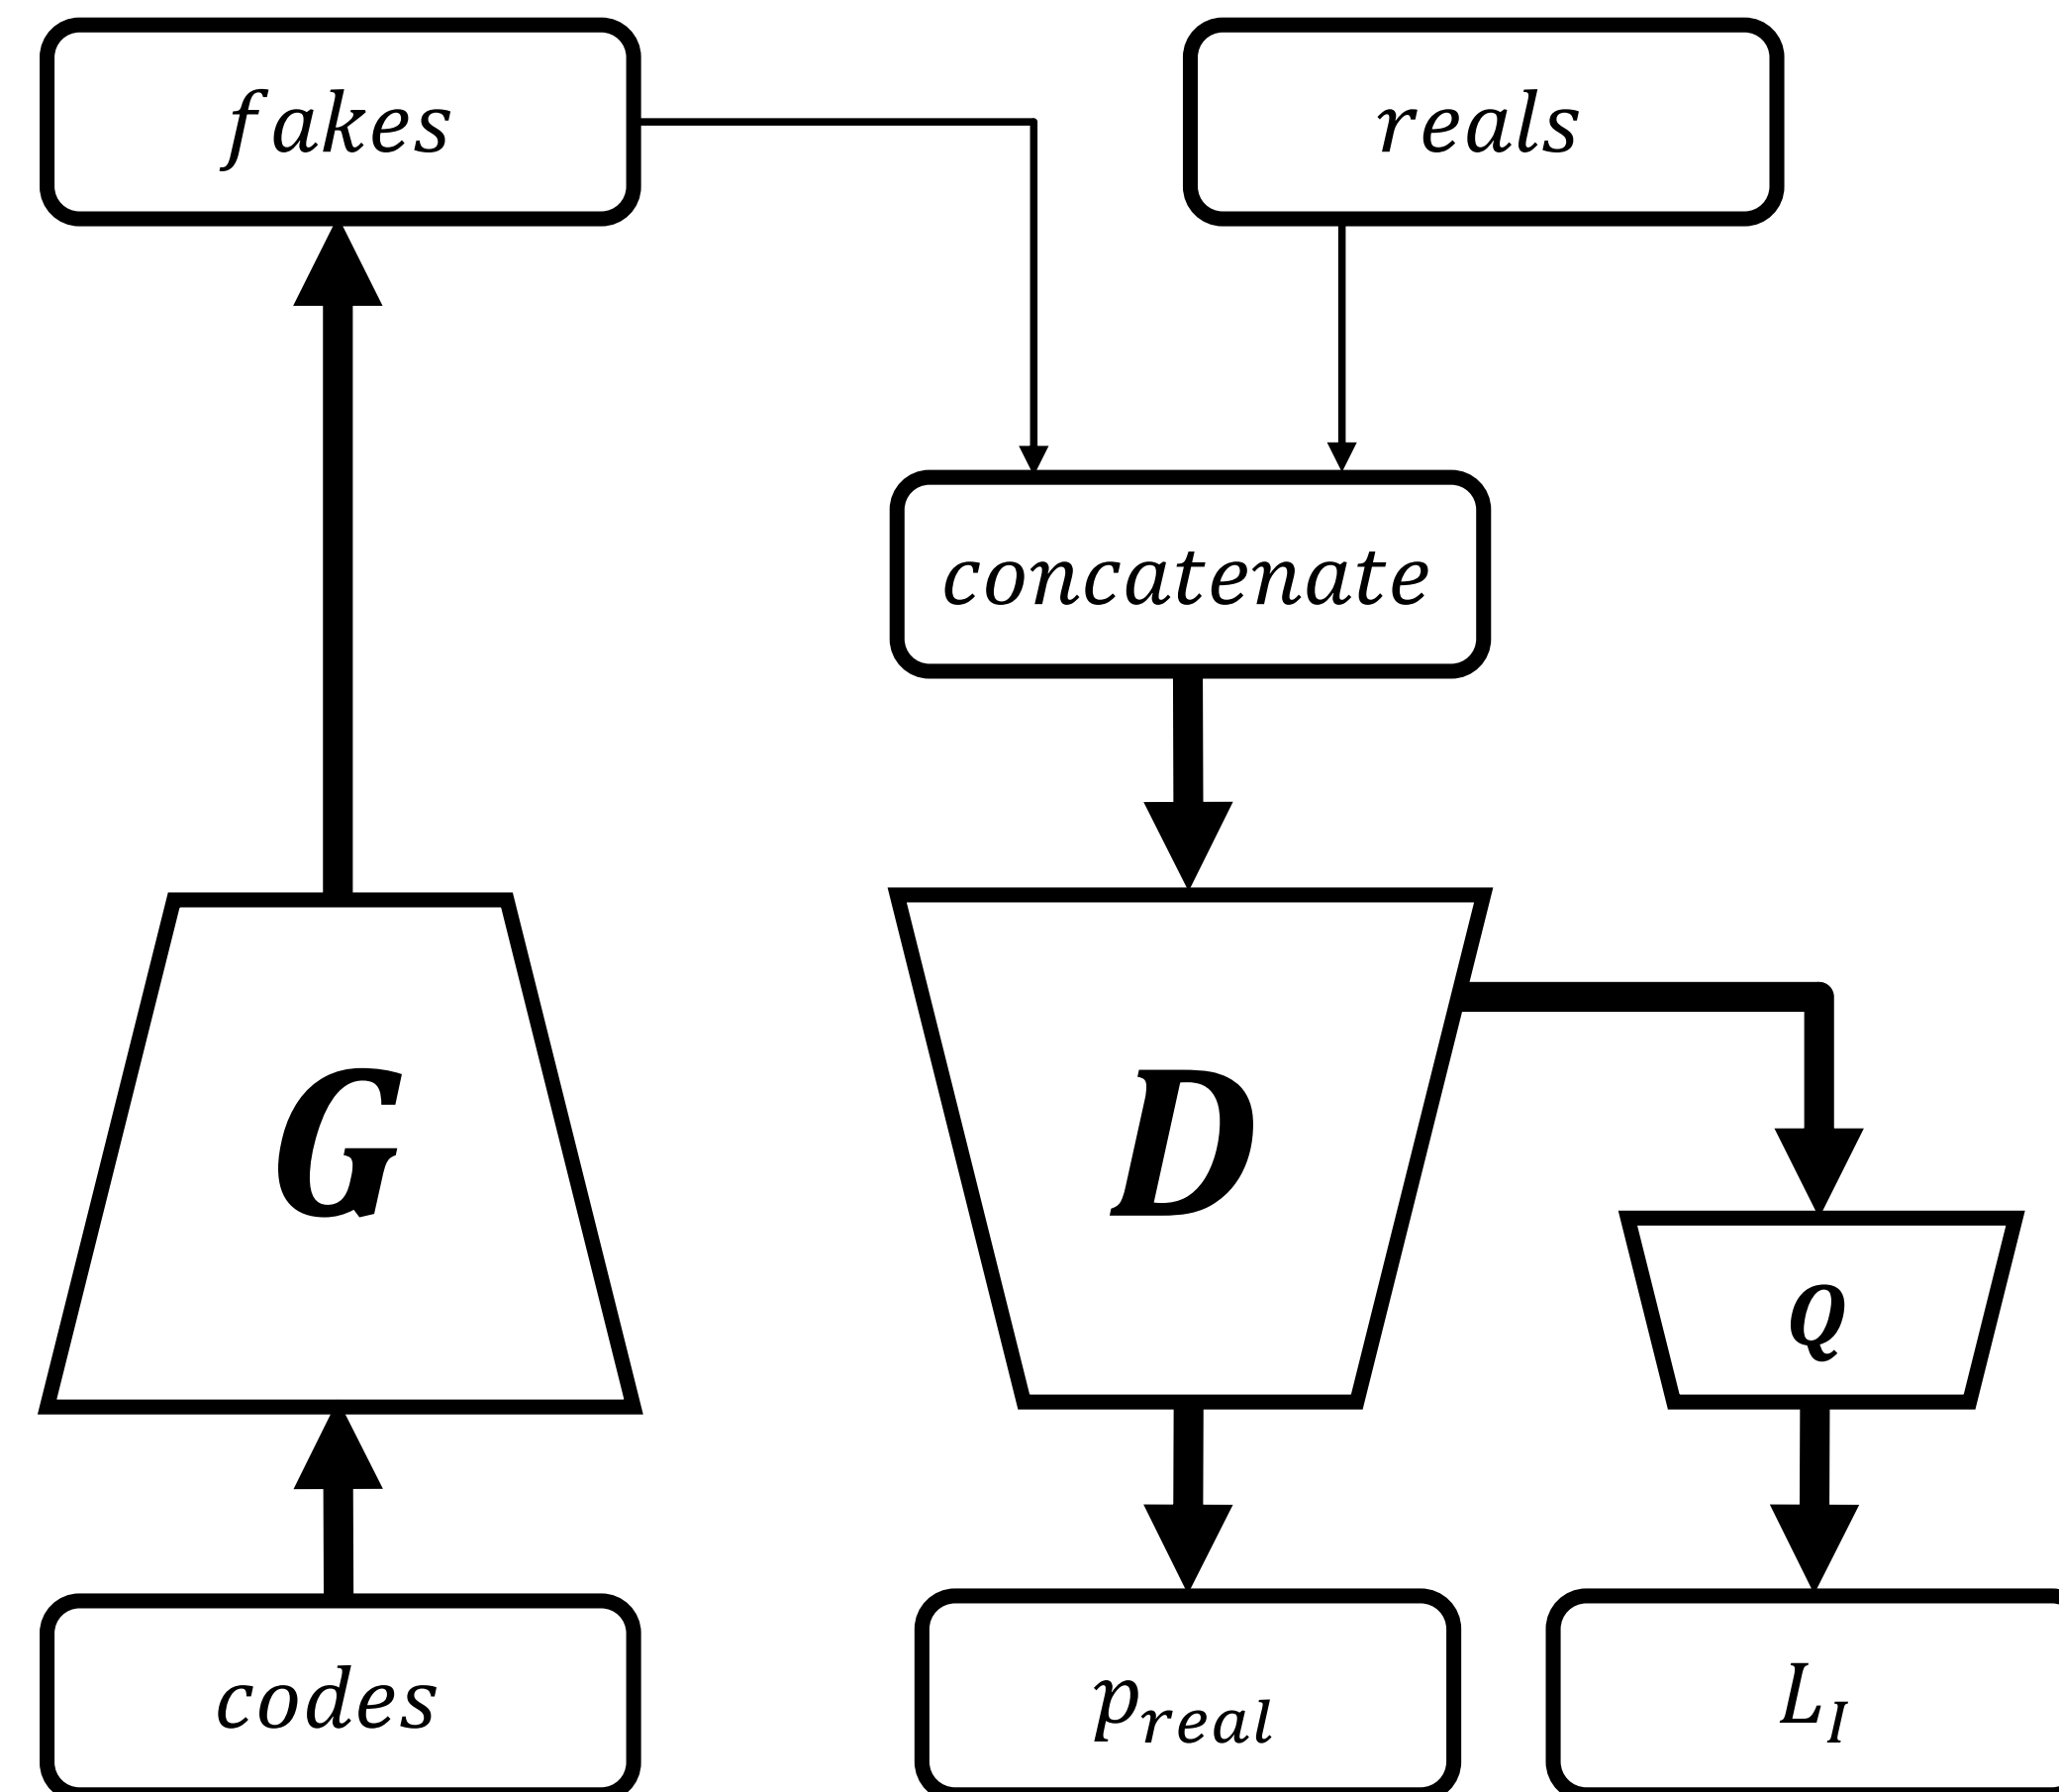 fakes
reals
concatenate
G
D
Q
codes
p_real
L_I